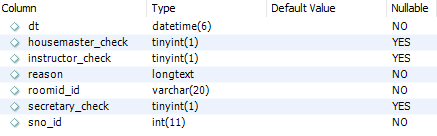 Column Type Default Value Nullable
dt datetime(6) NO
housemaster_check tinyint(1) YES
instructor_check tinyint(1) YES
reason longtext NO
roomid_id varchar(20) NO
secretary_check tinyint(1) YES
sno_id int(11) NO